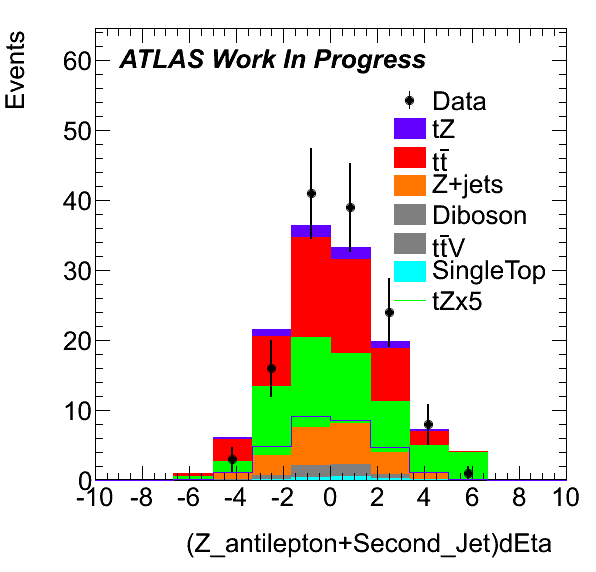 Events
ATLAS Work In Progress
60
50
40
30
20
10
0
Data
tZ
tt̄
Z+jets
Diboson
tt̄V
SingleTop
tZx5
-10 -8 -6 -4 -2 0 2 4 6 8 10
(Z_antilepton+Second_Jet)dEta